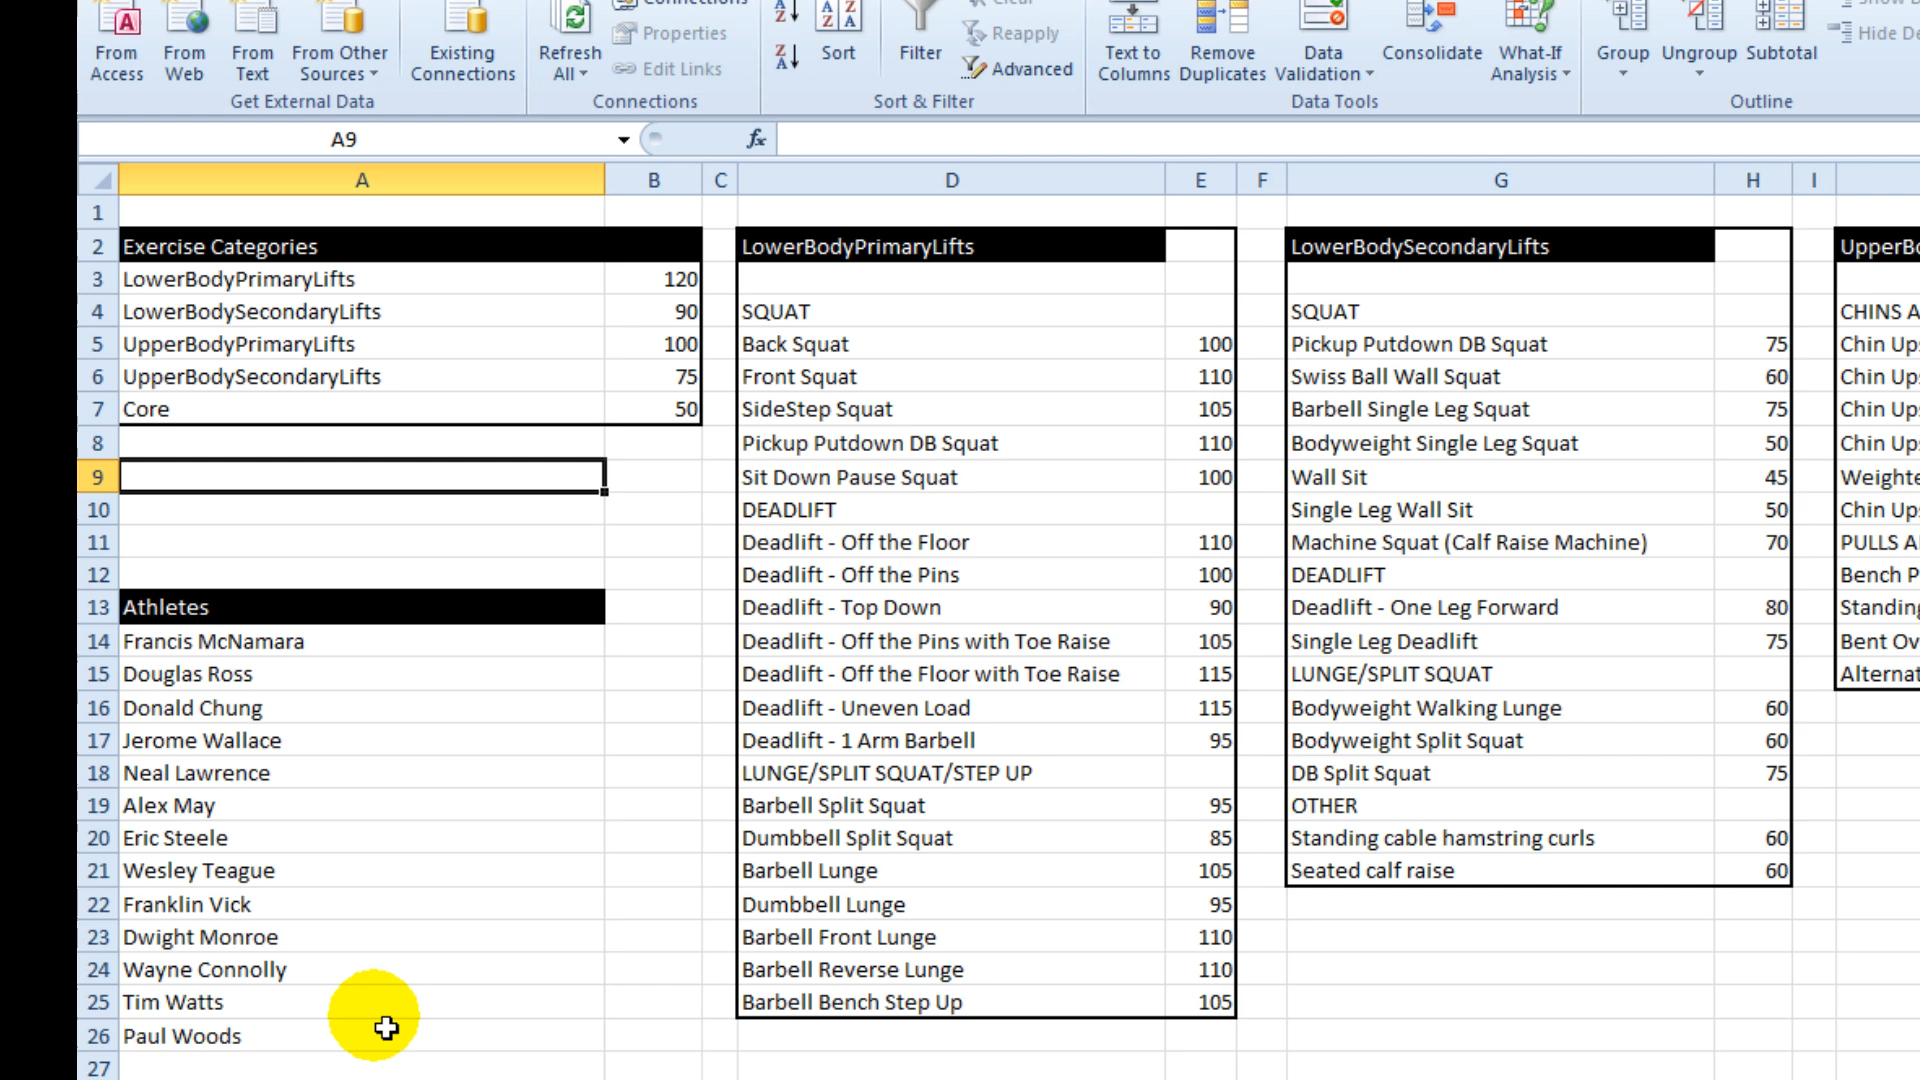 Connections
Clear
From Access
From Web
From Text
From Other Sources
Existing Connections
Refresh All
Properties
Edit Links
Sort
Filter
Reapply
Advanced
Text to Columns
Remove Duplicates
Data Validation
Consolidate
What-If Analysis
Group
Ungroup
Subtotal
Hide De
Get External Data
Connections
Sort & Filter
Data Tools
Outline
A9
fx
A B C D E F G H I
1
2 Exercise Categories LowerBodyPrimaryLifts LowerBodySecondaryLifts UpperBo
3 LowerBodyPrimaryLifts 120
4 LowerBodySecondaryLifts 90 SQUAT SQUAT CHINS A
5 UpperBodyPrimaryLifts 100 Back Squat 100 Pickup Putdown DB Squat 75 Chin Ups
6 UpperBodySecondaryLifts 75 Front Squat 110 Swiss Ball Wall Squat 60 Chin Ups
7 Core 50 SideStep Squat 105 Barbell Single Leg Squat 75 Chin Ups
8 Pickup Putdown DB Squat 110 Bodyweight Single Leg Squat 50 Chin Ups
9 Sit Down Pause Squat 100 Wall Sit 45 Weighte
10 DEADLIFT Single Leg Wall Sit 50 Chin Ups
11 Deadlift - Off the Floor 110 Machine Squat (Calf Raise Machine) 70 PULLS A
12 Deadlift - Off the Pins 100 DEADLIFT Bench P
13 Athletes Deadlift - Top Down 90 Deadlift - One Leg Forward 80 Standing
14 Francis McNamara Deadlift - Off the Pins with Toe Raise 105 Single Leg Deadlift 75 Bent Ov
15 Douglas Ross Deadlift - Off the Floor with Toe Raise 115 LUNGE/SPLIT SQUAT Alternat
16 Donald Chung Deadlift - Uneven Load 115 Bodyweight Walking Lunge 60
17 Jerome Wallace Deadlift - 1 Arm Barbell 95 Bodyweight Split Squat 60
18 Neal Lawrence LUNGE/SPLIT SQUAT/STEP UP DB Split Squat 75
19 Alex May Barbell Split Squat 95 OTHER
20 Eric Steele Dumbbell Split Squat 85 Standing cable hamstring curls 60
21 Wesley Teague Barbell Lunge 105 Seated calf raise 60
22 Franklin Vick Dumbbell Lunge 95
23 Dwight Monroe Barbell Front Lunge 110
24 Wayne Connolly Barbell Reverse Lunge 110
25 Tim Watts Barbell Bench Step Up 105
26 Paul Woods
27